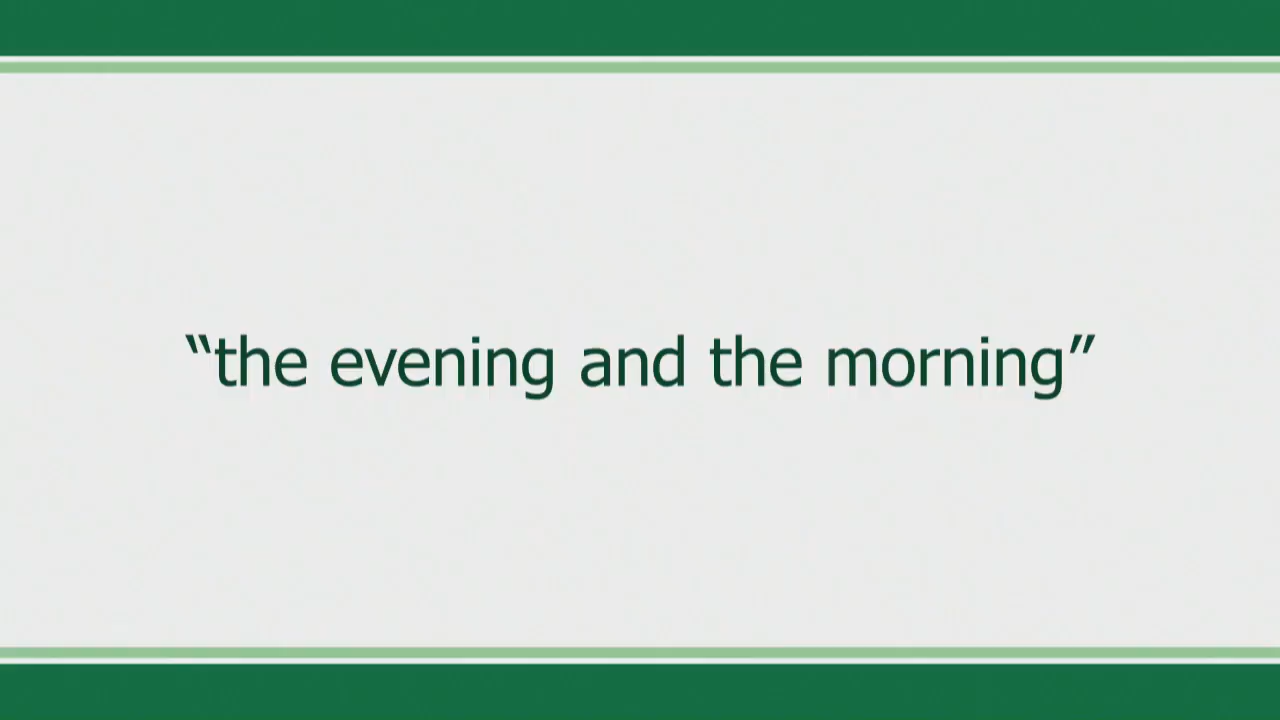 “the evening and the morning”